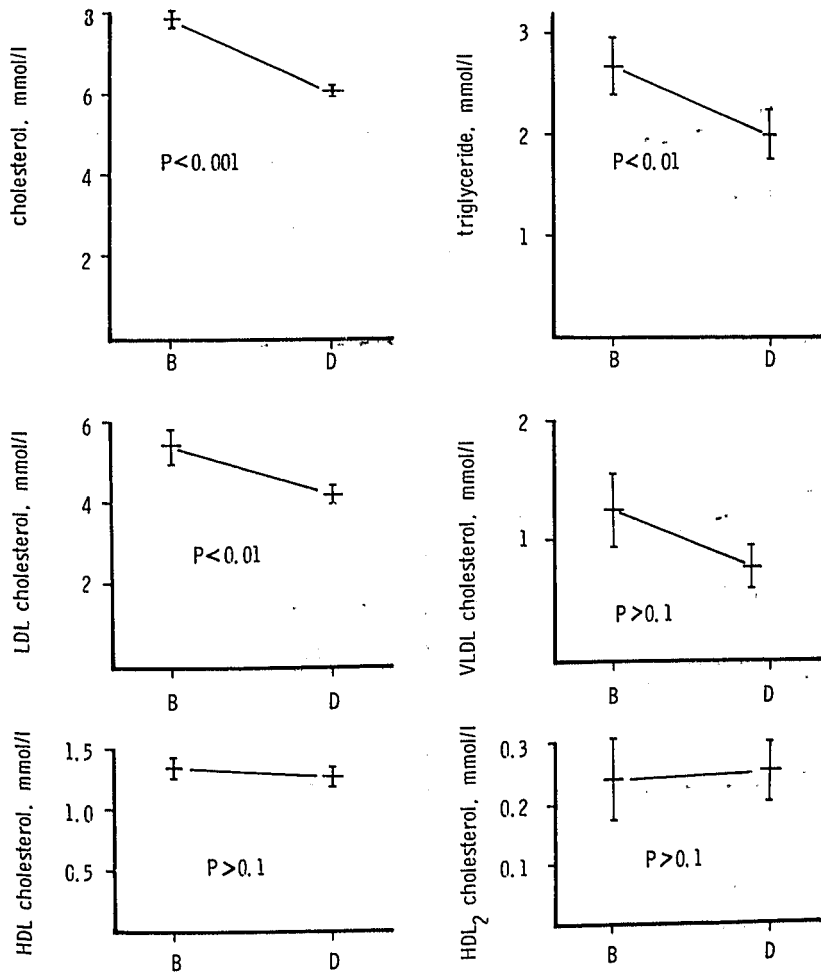 cholesterol, mmol/l
8
6
4
2
P<0.001
B
D
triglyceride, mmol/l
3
2
1
P<0.01
B
D
LDL cholesterol, mmol/l
6
4
2
P<0.01
B
D
VLDL cholesterol, mmol/l
2
1
P>0.1
B
D
HDL cholesterol, mmol/l
1.5
1.0
0.5
P>0.1
B
D
HDL₂ cholesterol, mmol/l
0.3
0.2
0.1
P>0.1
B
D